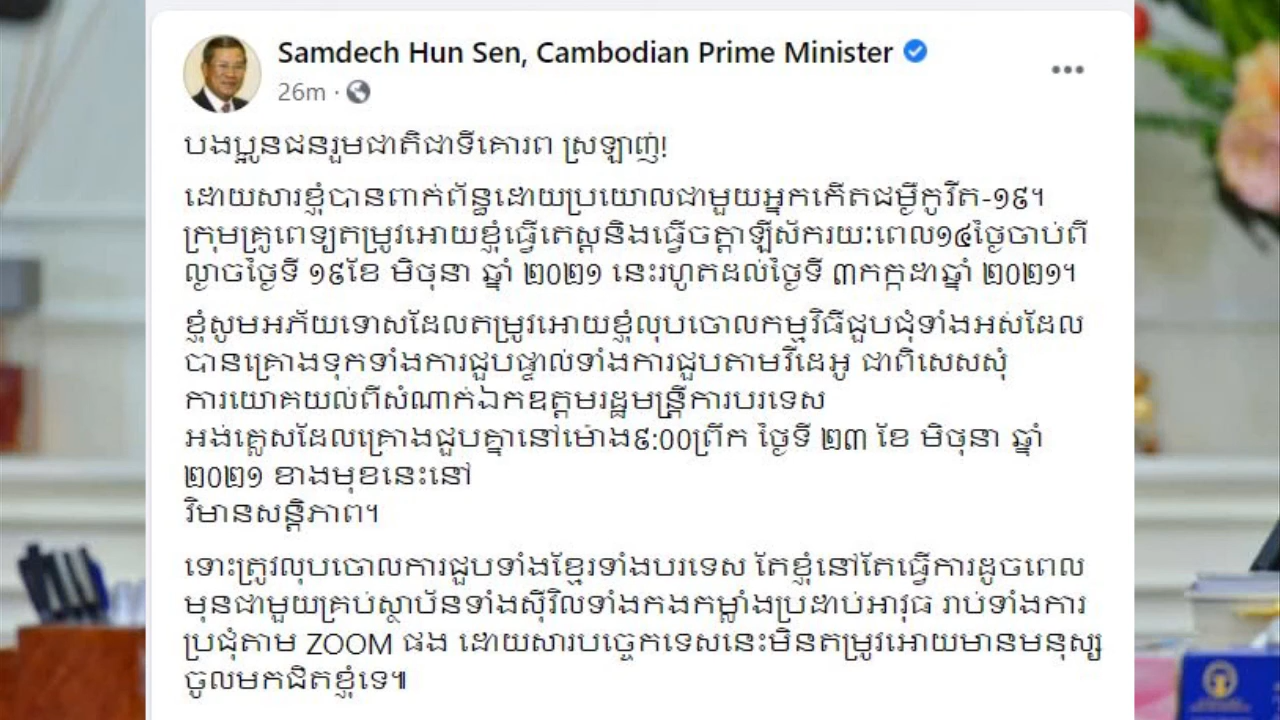 Samdech Hun Sen, Cambodian Prime Minister
26m ·
បងប្អូនជនរួមជាតិជាទីគោរព ស្រឡាញ់!
ដោយសារខ្ញុំបានពាក់ព័ន្ធដោយប្រយោលជាមួយអ្នកកើតជម្ងឺកូវីត-១៩។
ក្រុមគ្រូពេទ្យតម្រូវអោយខ្ញុំធ្វើតេស្តនិងធ្វើចត្តាឡីស័ករយៈពេល១៤ថ្ងៃចាប់ពី
ល្ងាចថ្ងៃទី ១៩ខែ មិថុនា ឆ្នាំ ២០២១ នេះរហូតដល់ថ្ងៃទី ៣កក្កដាឆ្នាំ ២០២១។
ខ្ញុំសូមអភ័យទោសដែលតម្រូវអោយខ្ញុំលុបចោលកម្មវិធីជួបជុំទាំងអស់ដែល
បានគ្រោងទុកទាំងការជួបផ្ទាល់ទាំងការជួបតាមវីដេអូ ជាពិសេសសុំ
ការយោគយល់ពីសំណាក់ឯកឧត្តមរដ្ឋមន្ត្រីការបរទេស
អង់គ្លេសដែលគ្រោងជួបគ្នានៅម៉ោង៩:00ព្រឹក ថ្ងៃទី ២៣ ខែ មិថុនា ឆ្នាំ
២០២១ ខាងមុខនេះនៅ
វិមានសន្តិភាព។
ទោះត្រូវលុបចោលការជួបទាំងខ្មែរទាំងបរទេស តែខ្ញុំនៅតែធ្វើការដូចពេល
មុនជាមួយគ្រប់ស្ថាប័នទាំងស៊ីវិលទាំងកងកម្លាំងប្រដាប់អាវុធ រាប់ទាំងការ
ប្រជុំតាម ZOOM ផង ដោយសារបច្ចេកទេសនេះមិនតម្រូវអោយមានមនុស្ស
ចូលមកជិតខ្ញុំទេ៕